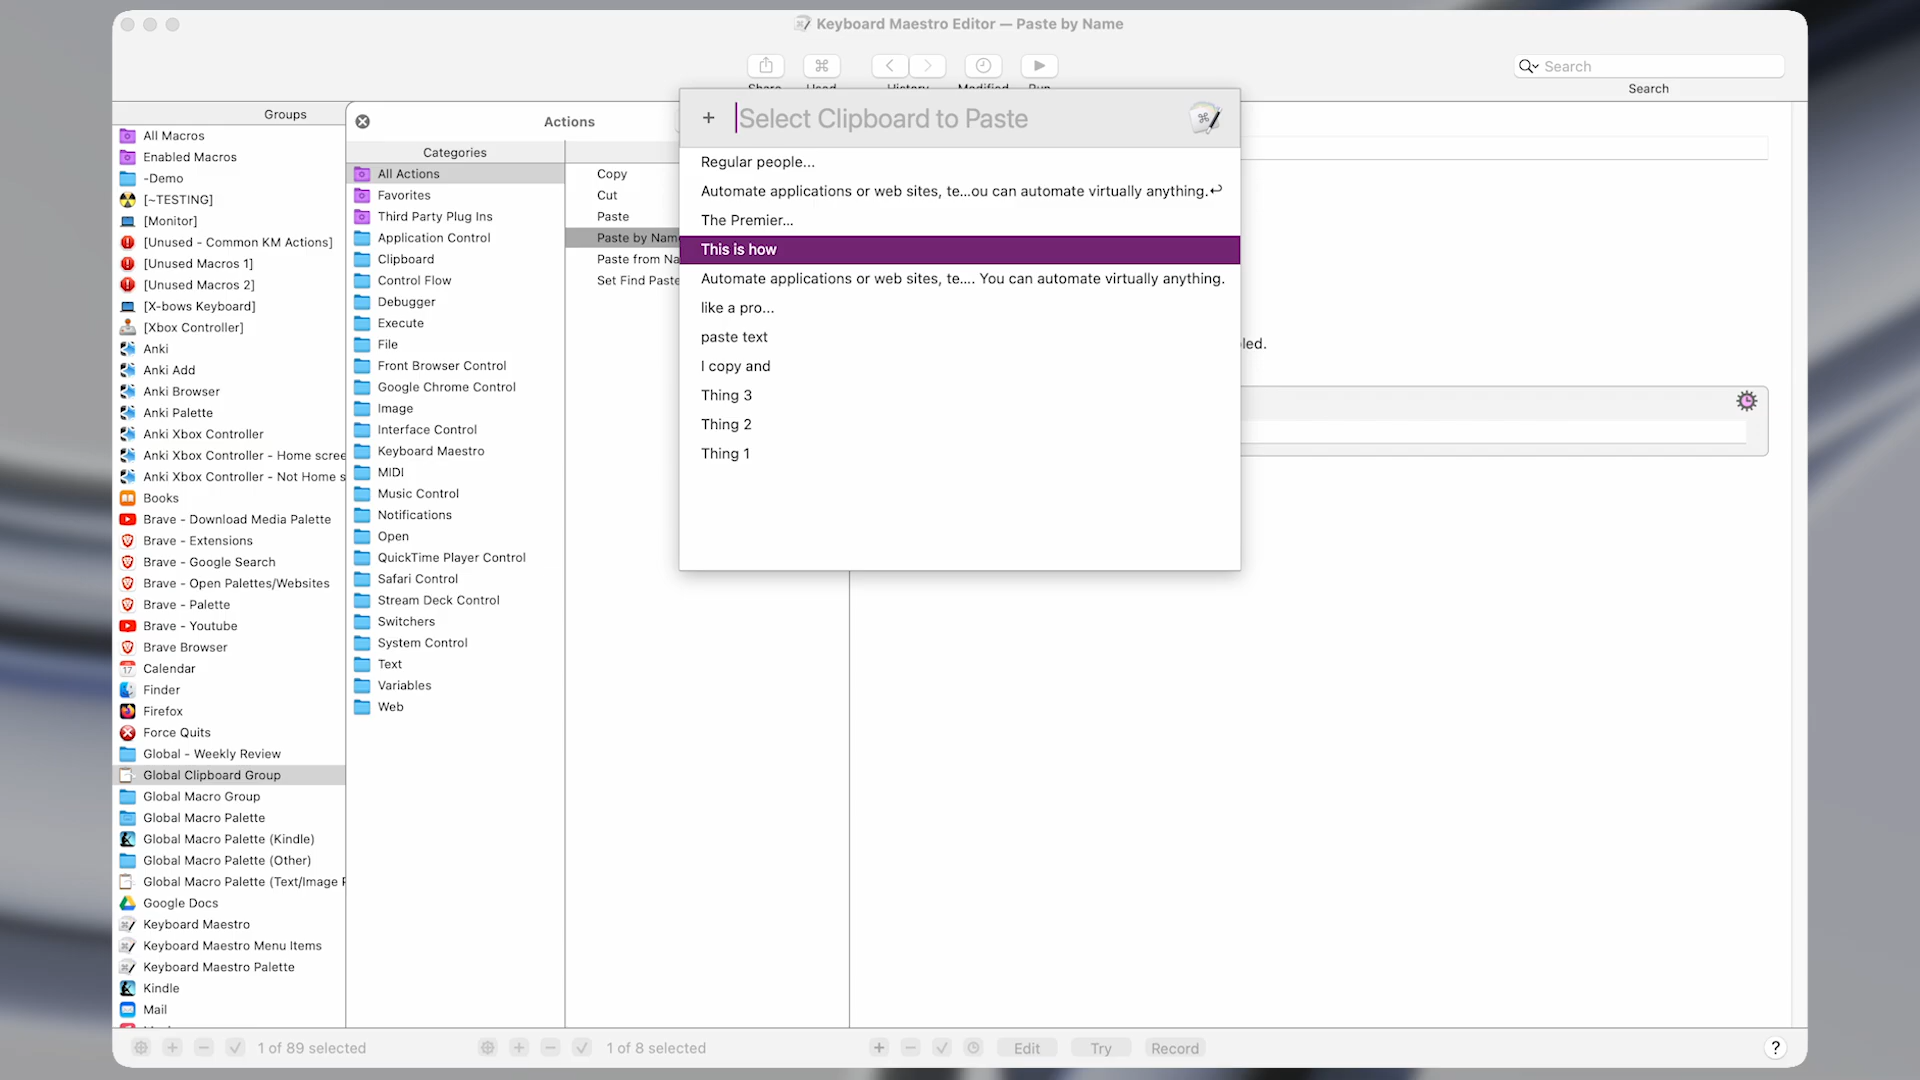 Keyboard Maestro Editor — Paste by Name
Search
Share
Used
History
Modified
Run
Search
Groups
All Macros
Enabled Macros
-Demo
[~TESTING]
[Monitor]
[Unused - Common KM Actions]
[Unused Macros 1]
[Unused Macros 2]
[X-bows Keyboard]
[Xbox Controller]
Anki
Anki Add
Anki Browser
Anki Palette
Anki Xbox Controller
Anki Xbox Controller - Home scree
Anki Xbox Controller - Not Home s
Books
Brave - Download Media Palette
Brave - Extensions
Brave - Google Search
Brave - Open Palettes/Websites
Brave - Palette
Brave - Youtube
Brave Browser
Calendar
Finder
Firefox
Force Quits
Global - Weekly Review
Global Clipboard Group
Global Macro Group
Global Macro Palette
Global Macro Palette (Kindle)
Global Macro Palette (Other)
Global Macro Palette (Text/Image P
Google Docs
Keyboard Maestro
Keyboard Maestro Menu Items
Keyboard Maestro Palette
Kindle
Mail
Actions
Categories
All Actions
Favorites
Third Party Plug Ins
Application Control
Clipboard
Control Flow
Debugger
Execute
File
Front Browser Control
Google Chrome Control
Image
Interface Control
Keyboard Maestro
MIDI
Music Control
Notifications
Open
QuickTime Player Control
Safari Control
Stream Deck Control
Switchers
System Control
Text
Variables
Web
Copy
Cut
Paste
Paste by Name
Paste from Na
Set Find Paste
Select Clipboard to Paste
Regular people...
Automate applications or web sites, te...ou can automate virtually anything.↩
The Premier...
This is how
Automate applications or web sites, te.... You can automate virtually anything.
like a pro...
paste text
I copy and
Thing 3
Thing 2
Thing 1
led.
1 of 89 selected
1 of 8 selected
Edit
Try
Record
?